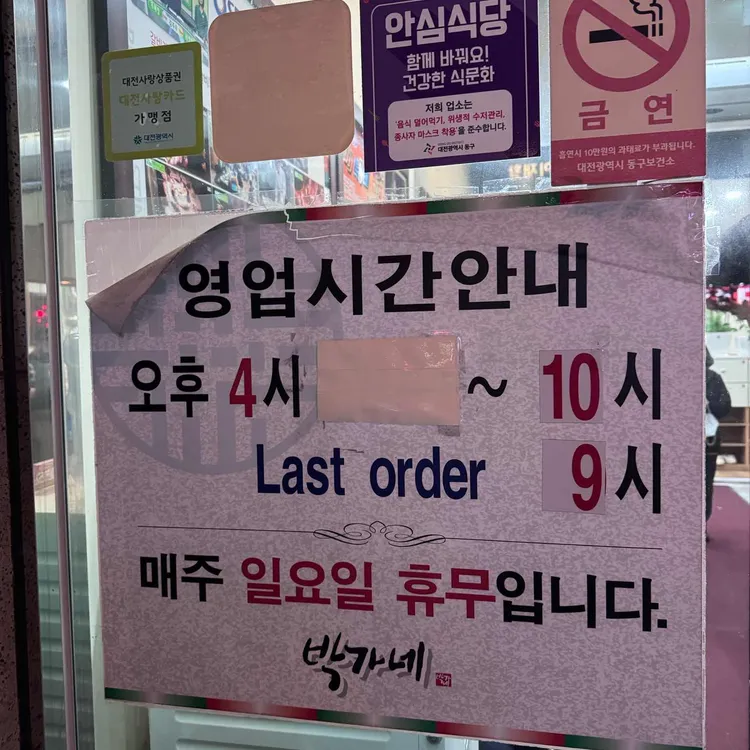 대전사랑상품권
대전사랑카드
가맹점
대전광역시
안심식당
함께 바꿔요!
건강한 식문화
저희 업소는
'음식 덜어먹기, 위생적 수저관리,
종사자 마스크 착용'을 준수합니다.
대전광역시 동구
금연
흡연시 10만원의 과태료가 부과됩니다.
대전광역시 동구보건소
영업시간안내
오후 4시 ~ 10시
Last order 9시
매주 일요일 휴무입니다.
박가네
박가네